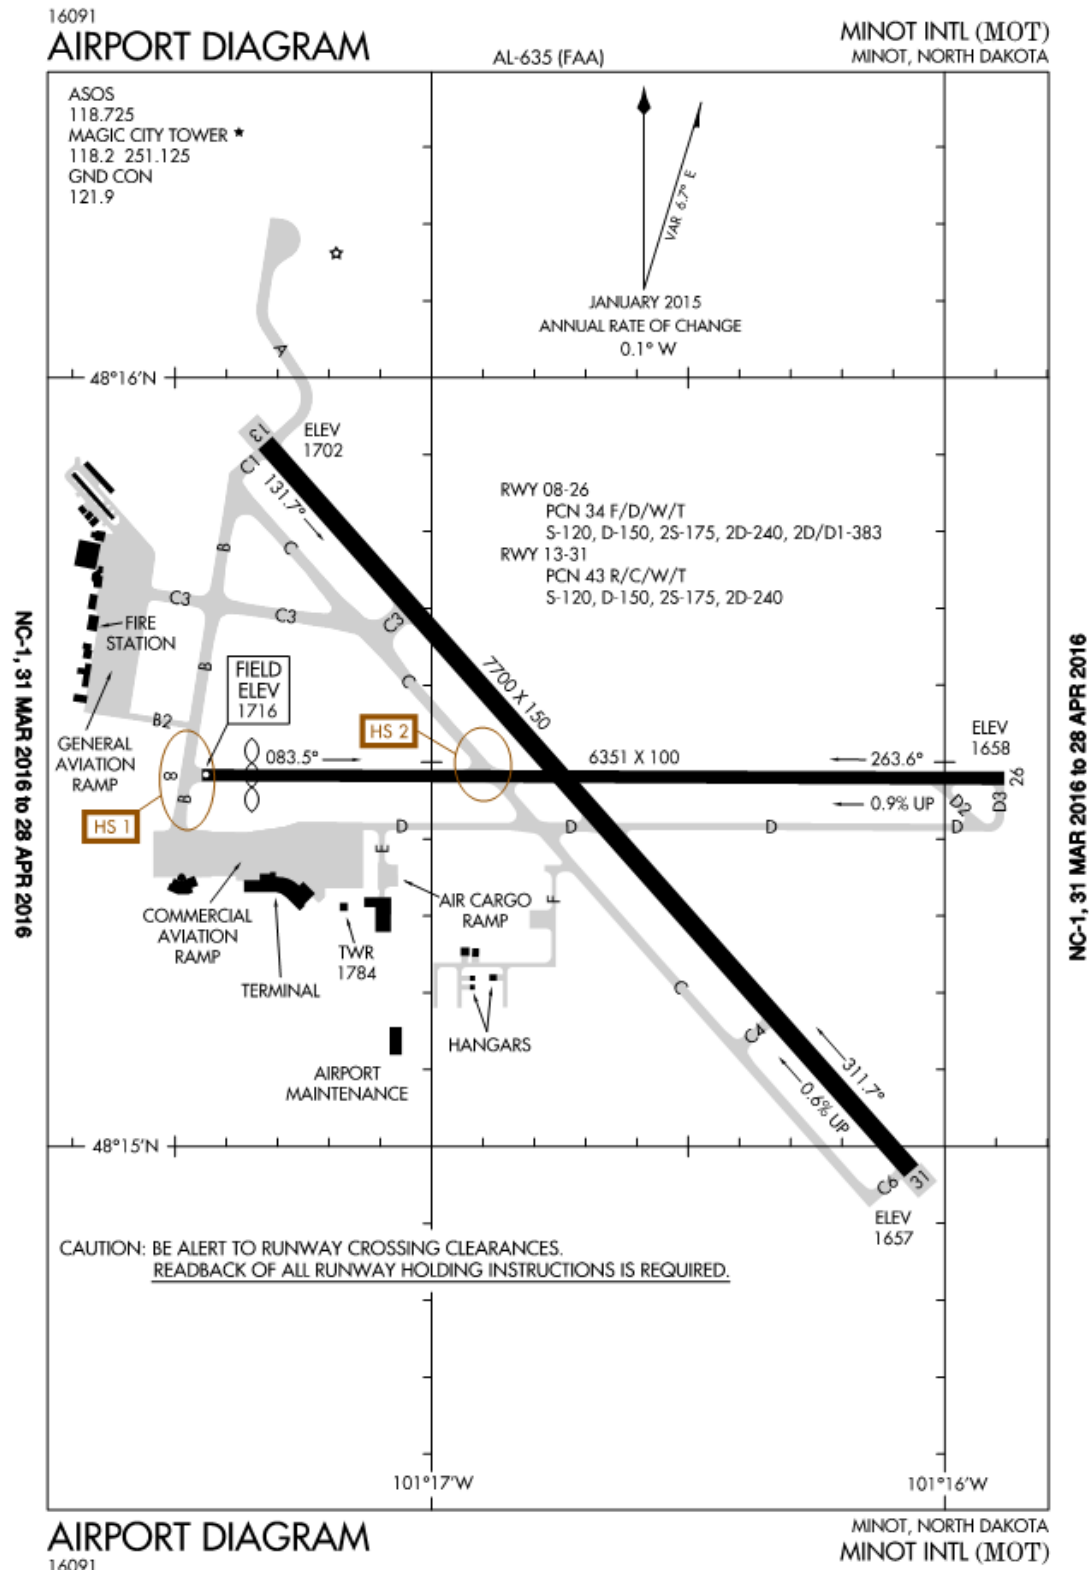 16091
AIRPORT DIAGRAM
AL-635 (FAA)
MINOT INTL (MOT)
MINOT, NORTH DAKOTA
ASOS
118.725
MAGIC CITY TOWER ★
118.2 251.125
GND CON
121.9
VAR 6.7° E
JANUARY 2015
ANNUAL RATE OF CHANGE
0.1° W
A
48°16'N
13
ELEV
1702
C1
131.7°
RWY 08-26
PCN 34 F/D/W/T
S-120, D-150, 2S-175, 2D-240, 2D/D1-383
RWY 13-31
PCN 43 R/C/W/T
S-120, D-150, 2S-175, 2D-240
B
C
C3
C3
C3
FIRE
STATION
B
C
7700 X 150
FIELD
ELEV
1716
B2
HS 2
GENERAL
AVIATION
RAMP
ELEV
1658
083.5°
6351 X 100
263.6°
8
26
B
0.9% UP
D2
D3
HS 1
D
D
D
D
E
AIR CARGO
RAMP
F
COMMERCIAL
AVIATION
RAMP
TWR
1784
TERMINAL
C
HANGARS
C4
311.7°
0.6% UP
AIRPORT
MAINTENANCE
48°15'N
C6
31
ELEV
1657
CAUTION: BE ALERT TO RUNWAY CROSSING CLEARANCES.
READBACK OF ALL RUNWAY HOLDING INSTRUCTIONS IS REQUIRED.
101°17'W
101°16'W
NC-1, 31 MAR 2016 to 28 APR 2016
NC-1, 31 MAR 2016 to 28 APR 2016
AIRPORT DIAGRAM
16091
MINOT, NORTH DAKOTA
MINOT INTL (MOT)